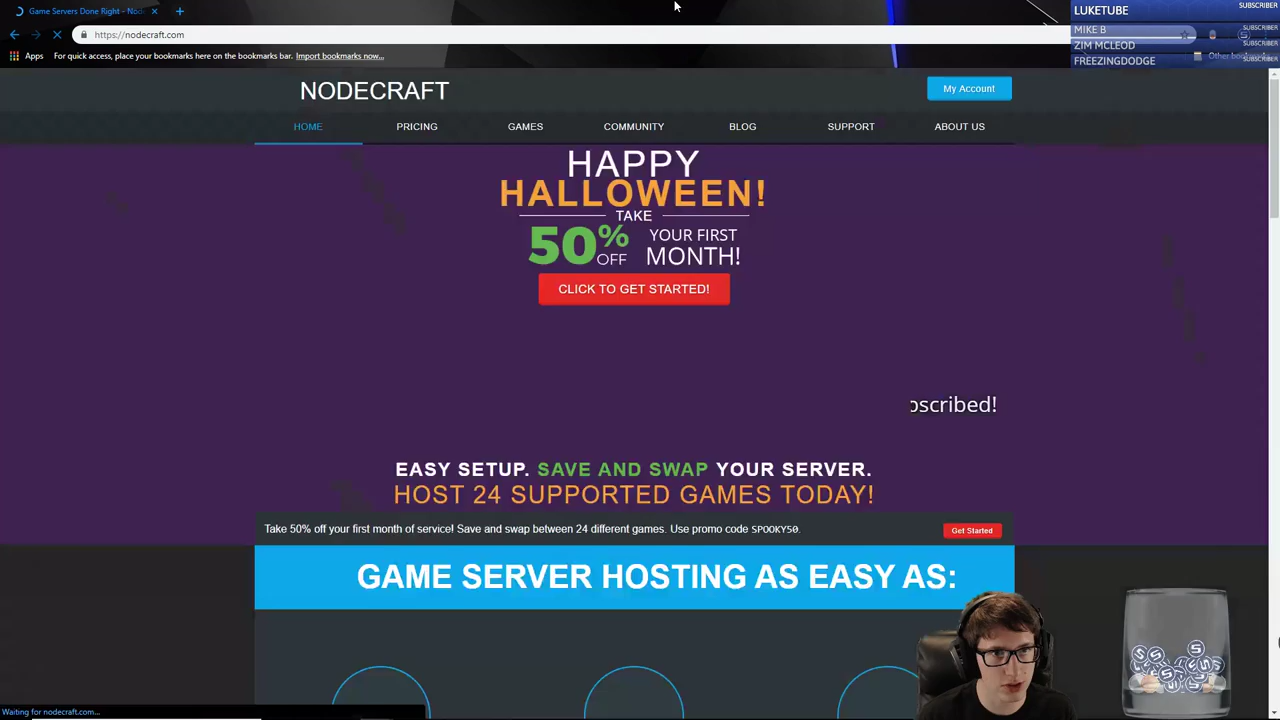 Game Servers Done Right - Nod
https://nodecraft.com
Apps For quick access, place your bookmarks here on the bookmarks bar. Import bookmarks now...
LUKETUBE SUBSCRIBER
MIKE B SUBSCRIBER
ZIM MCLEOD SUBSCRIBER
FREEZINGDODGE SUBSCRIBER
NODECRAFT
My Account
HOME PRICING GAMES COMMUNITY BLOG SUPPORT ABOUT US
HAPPY
HALLOWEEN!
TAKE
50% OFF YOUR FIRST MONTH!
CLICK TO GET STARTED!
oscribed!
EASY SETUP. SAVE AND SWAP YOUR SERVER.
HOST 24 SUPPORTED GAMES TODAY!
Take 50% off your first month of service! Save and swap between 24 different games. Use promo code SPOOKY50.
Get Started
GAME SERVER HOSTING AS EASY AS:
Waiting for nodecraft.com...